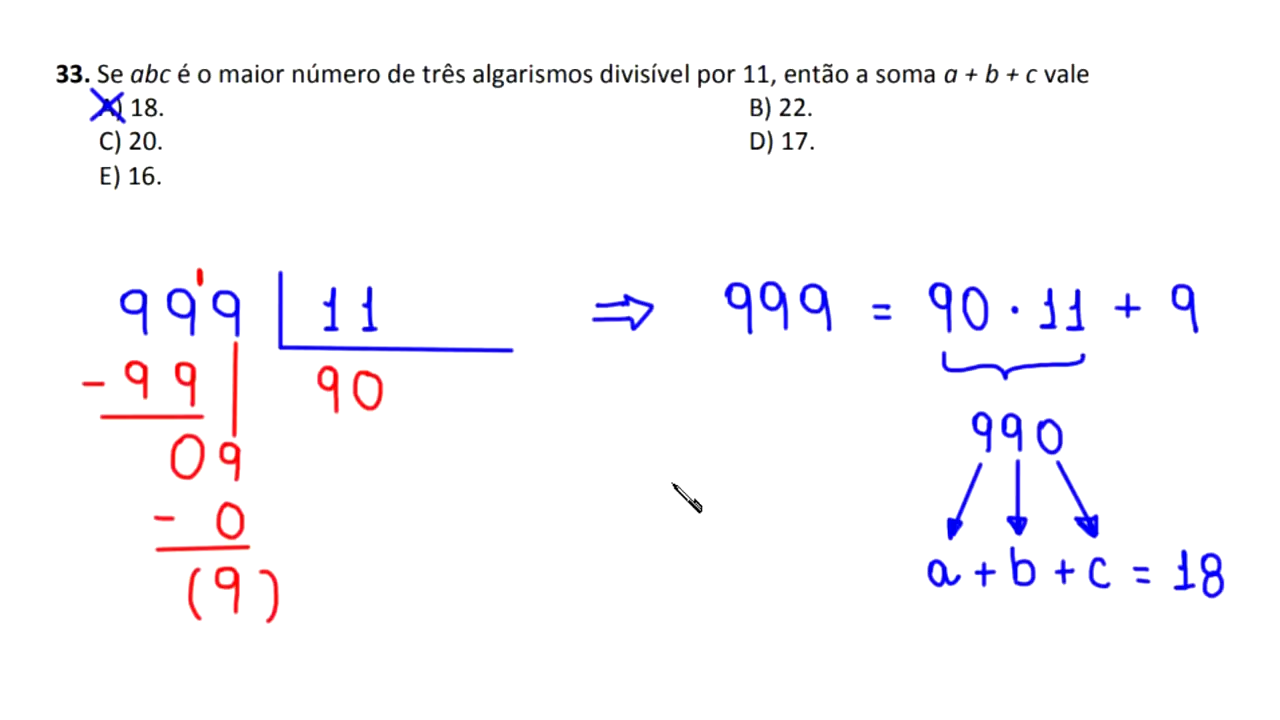 33. Se abc é o maior número de três algarismos divisível por 11, então a soma a + b + c vale
A) 18. B) 22.
C) 20. D) 17.
E) 16.
999 | 11 ⇒ 999 = 90 · 11 + 9
- 99 90
990
09
- 0
(9) a + b + c = 18